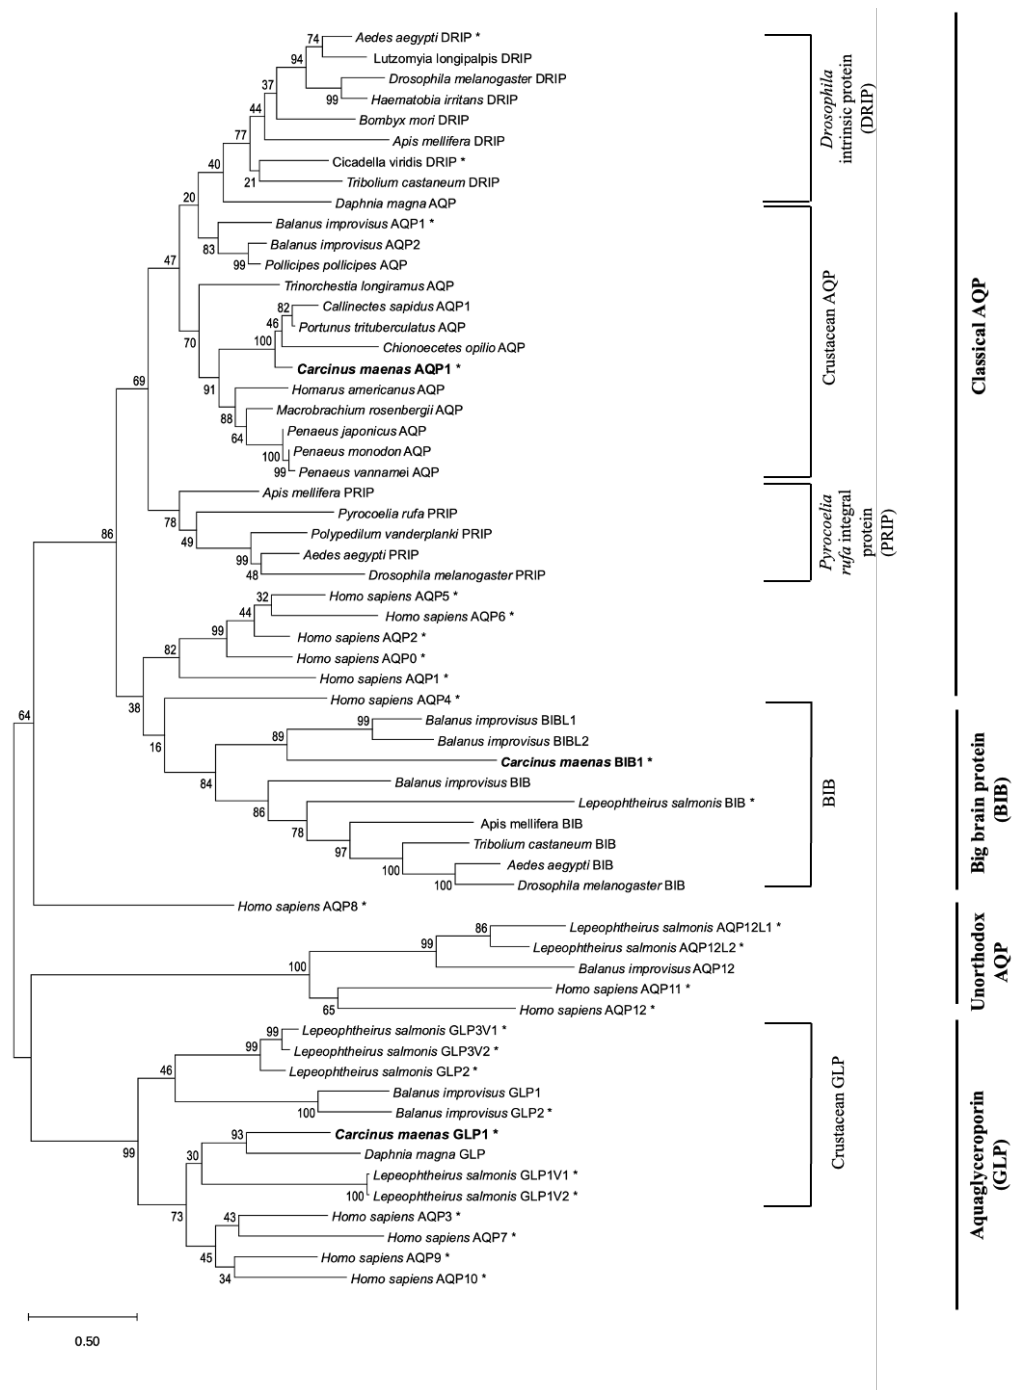 Aedes aegypti DRIP *
Lutzomyia longipalpis DRIP
Drosophila melanogaster DRIP
Haematobia irritans DRIP
Bombyx mori DRIP
Apis mellifera DRIP
Cicadella viridis DRIP *
Tribolium castaneum DRIP
Daphnia magna AQP
Balanus improvisus AQP1 *
Balanus improvisus AQP2
Pollicipes pollicipes AQP
Trinorchestia longiramus AQP
Callinectes sapidus AQP1
Portunus trituberculatus AQP
Chionoecetes opilio AQP
Carcinus maenas AQP1 *
Homarus americanus AQP
Macrobrachium rosenbergii AQP
Penaeus japonicus AQP
Penaeus monodon AQP
Penaeus vannamei AQP
Apis mellifera PRIP
Pyrocoelia rufa PRIP
Polypedilum vanderplanki PRIP
Aedes aegypti PRIP
Drosophila melanogaster PRIP
Homo sapiens AQP5 *
Homo sapiens AQP6 *
Homo sapiens AQP2 *
Homo sapiens AQP0 *
Homo sapiens AQP1 *
Homo sapiens AQP4 *
Balanus improvisus BIBL1
Balanus improvisus BIBL2
Carcinus maenas BIB1 *
Balanus improvisus BIB
Lepeophtheirus salmonis BIB *
Apis mellifera BIB
Tribolium castaneum BIB
Aedes aegypti BIB
Drosophila melanogaster BIB
Homo sapiens AQP8 *
Lepeophtheirus salmonis AQP12L1 *
Lepeophtheirus salmonis AQP12L2 *
Balanus improvisus AQP12
Homo sapiens AQP11 *
Homo sapiens AQP12 *
Lepeophtheirus salmonis GLP3V1 *
Lepeophtheirus salmonis GLP3V2 *
Lepeophtheirus salmonis GLP2 *
Balanus improvisus GLP1
Balanus improvisus GLP2 *
Carcinus maenas GLP1 *
Daphnia magna GLP
Lepeophtheirus salmonis GLP1V1 *
Lepeophtheirus salmonis GLP1V2 *
Homo sapiens AQP3 *
Homo sapiens AQP7 *
Homo sapiens AQP9 *
Homo sapiens AQP10 *
74
94
37
99
44
77
21
40
20
83
99
47
82
46
100
70
91
88
64
100
99
69
78
49
99
48
86
32
44
99
82
38
16
99
89
84
86
78
97
100
100
64
86
99
100
65
99
99
46
100
99
93
30
100
73
43
45
34
0.50
Drosophila
intrinsic protein
(DRIP)
Crustacean AQP
Pyrocoelia
rufa integral
protein
(PRIP)
BIB
Crustacean GLP
Classical AQP
Big brain protein
(BIB)
Unorthodox
AQP
Aquaglyceroporin
(GLP)